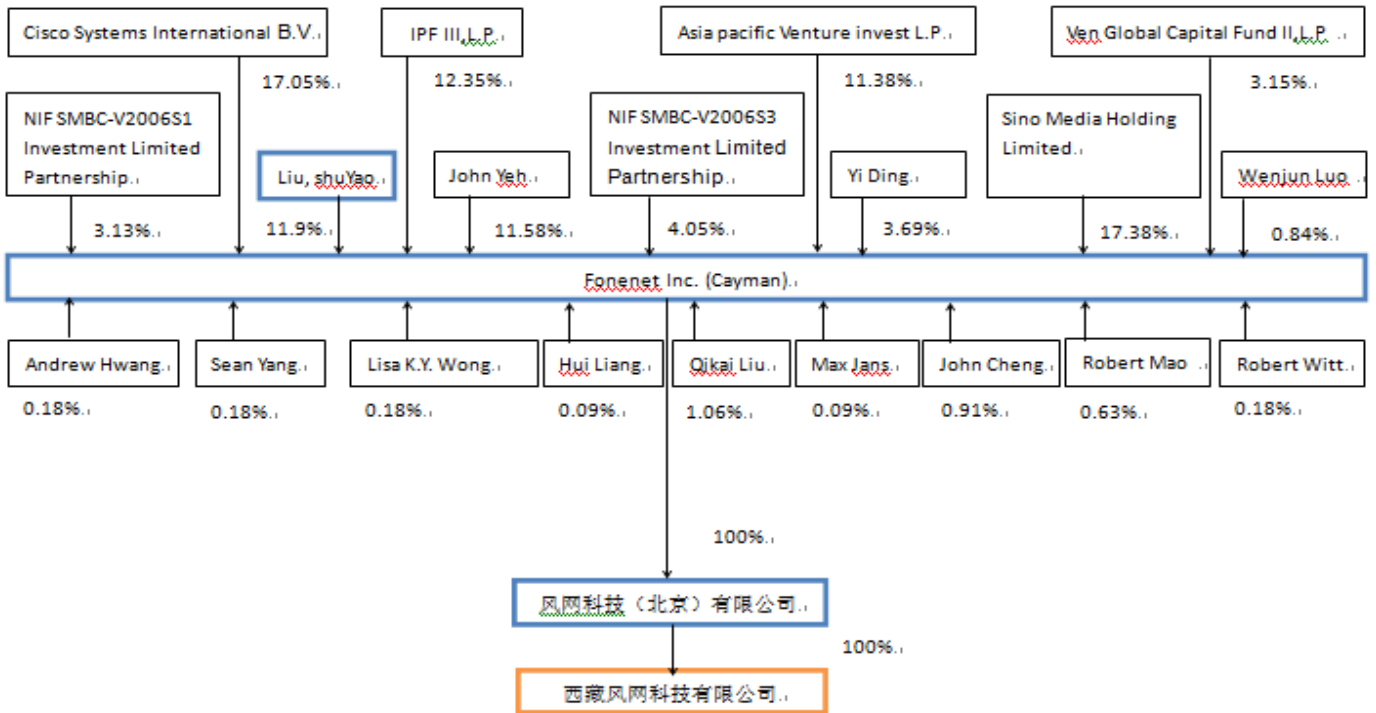 Cisco Systems International B.V.
IPF III,L.P.
Asia pacific Venture invest L.P.
Ven Global Capital Fund II,L.P
17.05%.
12.35%.
11.38%.
3.15%.
NIF SMBC-V2006S1
Investment Limited
Partnership.
Liu, shuYao.
John Yeh.
NIF SMBC-V2006S3
Investment Limited
Partnership.
Yi Ding.
Sino Media Holding
Limited.
Wenjun Luo
3.13%.
11.9%.
11.58%.
4.05%.
3.69%.
17.38%.
0.84%.
Fonenet Inc. (Cayman).
Andrew Hwang.
Sean Yang.
Lisa K.Y. Wong.
Hui Liang.
Qikai Liu.
Max Jans.
John Cheng.
Robert Mao
Robert Witt.
0.18%.
0.18%.
0.18%.
0.09%.
1.06%.
0.09%.
0.91%.
0.63%.
0.18%.
100%.
风网科技（北京）有限公司.
100%.
西藏风网科技有限公司.